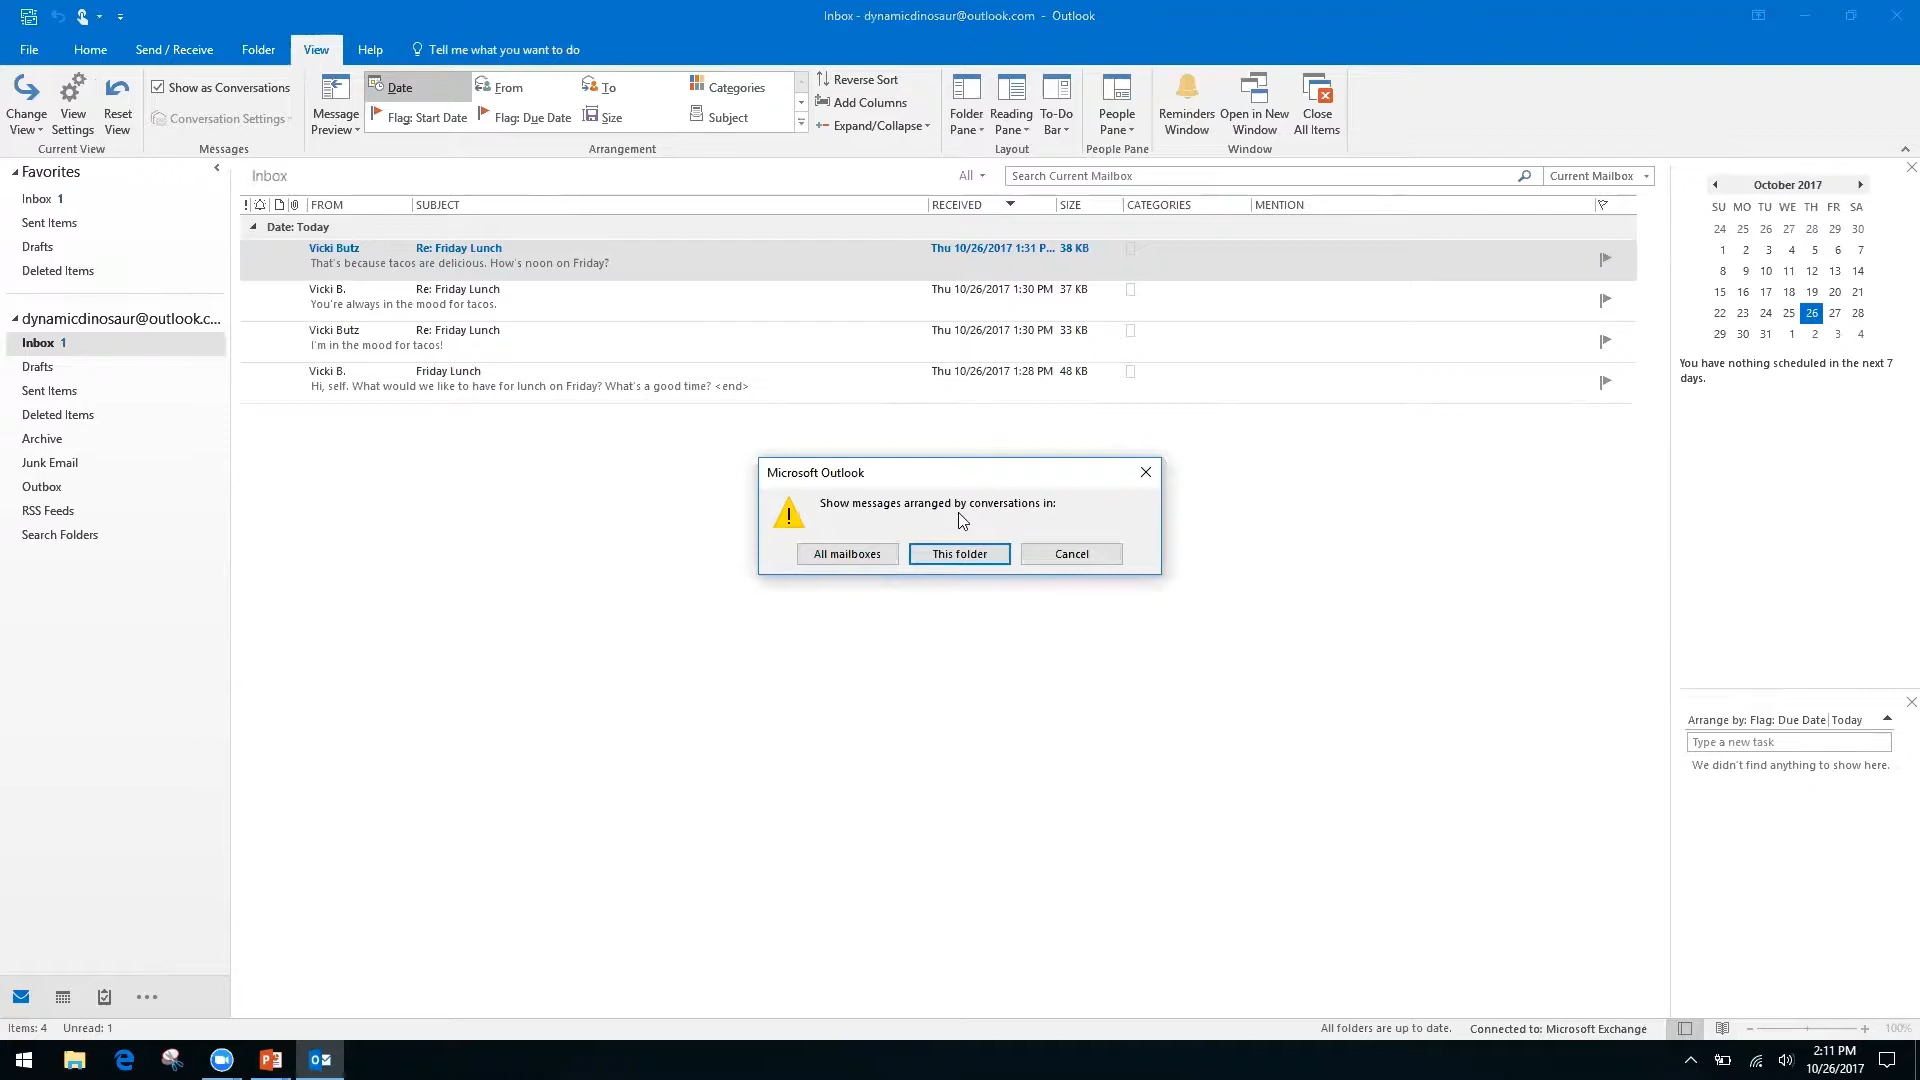 Inbox - dynamicdinosaur@outlook.com - Outlook
File Home Send / Receive Folder View Help Tell me what you want to do
Change View View Settings Reset View
Current View
Show as Conversations
Conversation Settings
Messages
Message Preview
Date From To Categories
Flag: Start Date Flag: Due Date Size Subject
Arrangement
Reverse Sort
Add Columns
Expand/Collapse
Folder Pane Reading Pane To-Do Bar
Layout
People Pane
People Pane
Reminders Window Open in New Window Close All Items
Window
Favorites
Inbox 1
Sent Items
Drafts
Deleted Items
dynamicdinosaur@outlook.c...
Inbox 1
Drafts
Sent Items
Deleted Items
Archive
Junk Email
Outbox
RSS Feeds
Search Folders
Inbox All Search Current Mailbox Current Mailbox
! FROM SUBJECT RECEIVED SIZE CATEGORIES MENTION
Date: Today
Vicki Butz Re: Friday Lunch Thu 10/26/2017 1:31 P... 38 KB
That's because tacos are delicious. How's noon on Friday?
Vicki B. Re: Friday Lunch Thu 10/26/2017 1:30 PM 37 KB
You're always in the mood for tacos.
Vicki Butz Re: Friday Lunch Thu 10/26/2017 1:30 PM 33 KB
I'm in the mood for tacos!
Vicki B. Friday Lunch Thu 10/26/2017 1:28 PM 48 KB
Hi, self. What would we like to have for lunch on Friday? What's a good time? <end>
Microsoft Outlook
Show messages arranged by conversations in:
All mailboxes This folder Cancel
October 2017
SU MO TU WE TH FR SA
24 25 26 27 28 29 30
1 2 3 4 5 6 7
8 9 10 11 12 13 14
15 16 17 18 19 20 21
22 23 24 25 26 27 28
29 30 31 1 2 3 4
You have nothing scheduled in the next 7
days.
Arrange by: Flag: Due Date Today
Type a new task
We didn't find anything to show here.
Items: 4 Unread: 1 All folders are up to date. Connected to: Microsoft Exchange 100%
2:11 PM
10/26/2017